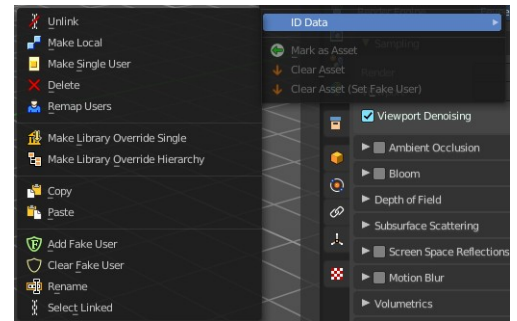 Unlink
Make Local
Make Single User
Delete
Remap Users
Make Library Override Single
Make Library Override Hierarchy
Copy
Paste
Add Fake User
Clear Fake User
Rename
Select Linked
ID Data
Mark as Asset
Clear Asset
Clear Asset (Set Fake User)
Sampling
Render
Viewport Denoising
Ambient Occlusion
Bloom
Depth of Field
Subsurface Scattering
Screen Space Reflections
Motion Blur
Volumetrics